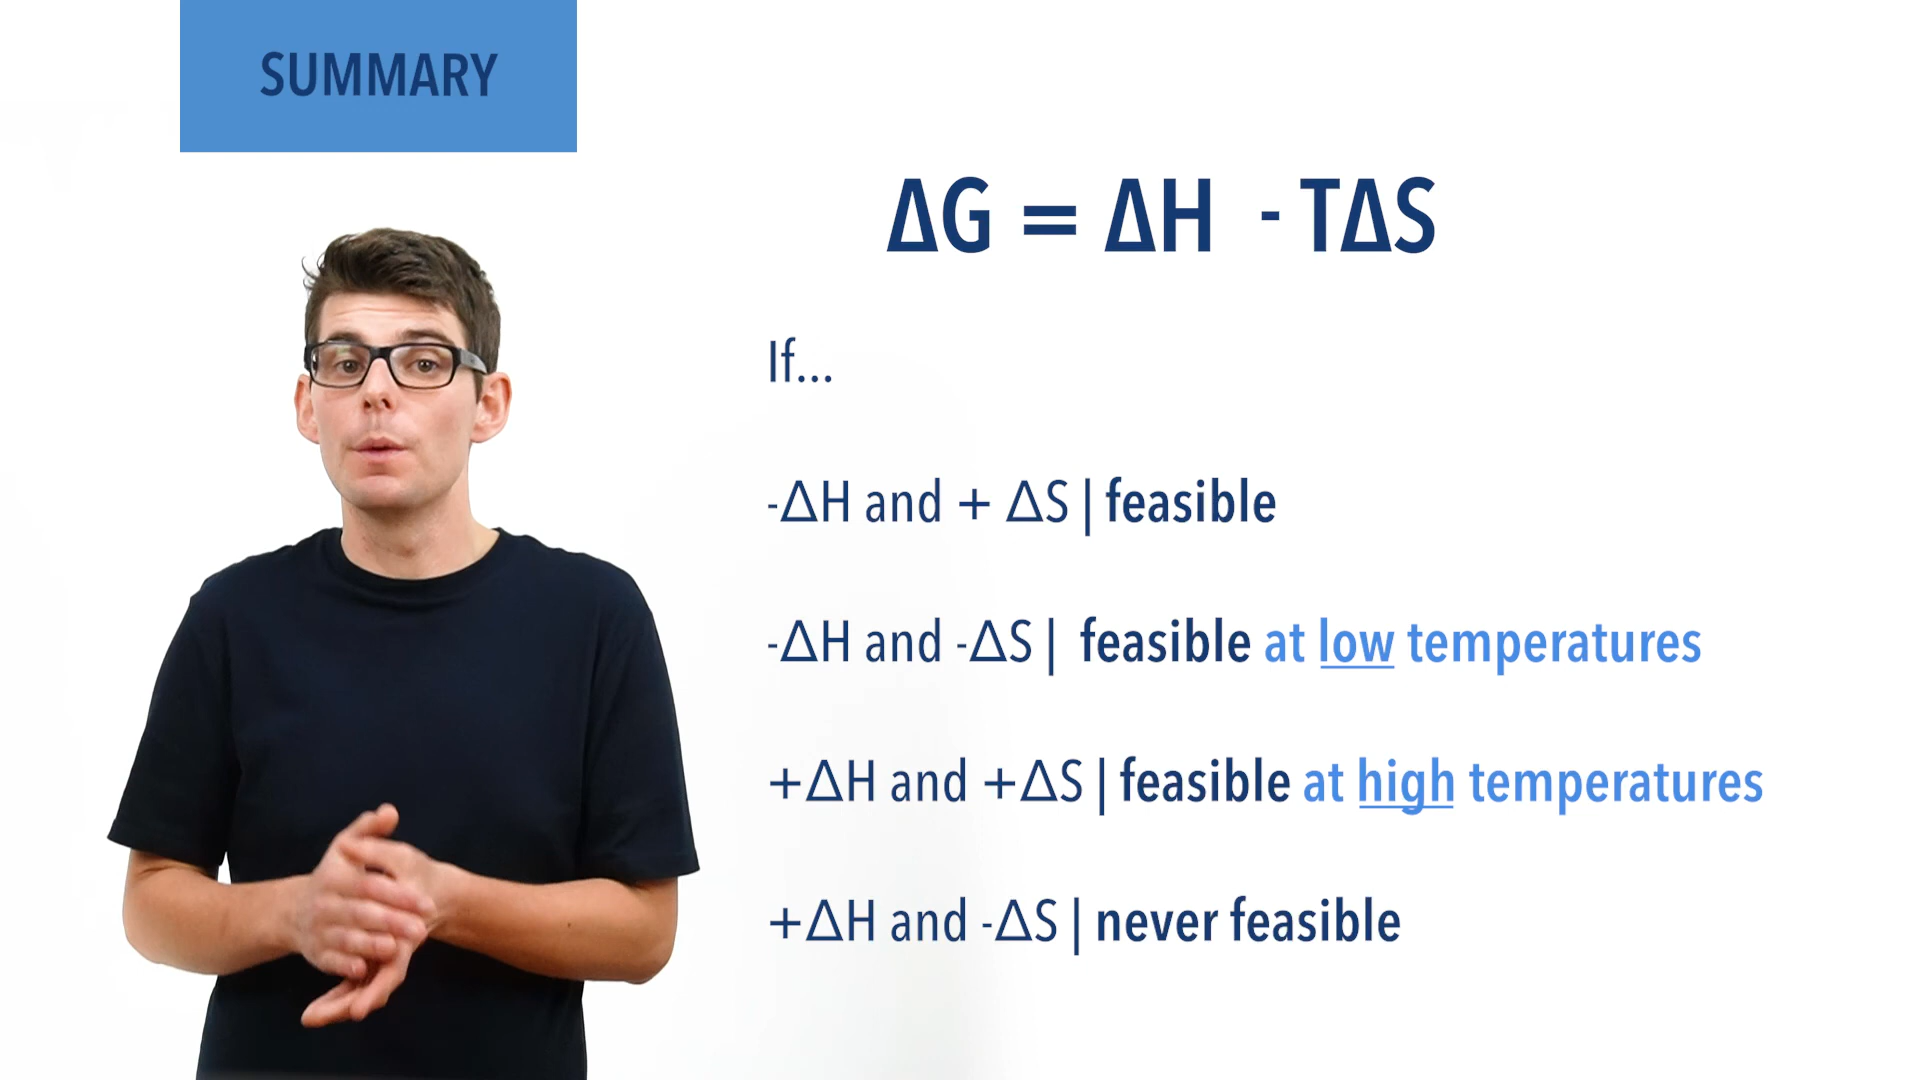 SUMMARY
ΔG = ΔH - TΔS
If...
-ΔH and + ΔS | feasible
-ΔH and -ΔS | feasible at low temperatures
+ΔH and +ΔS | feasible at high temperatures
+ΔH and -ΔS | never feasible